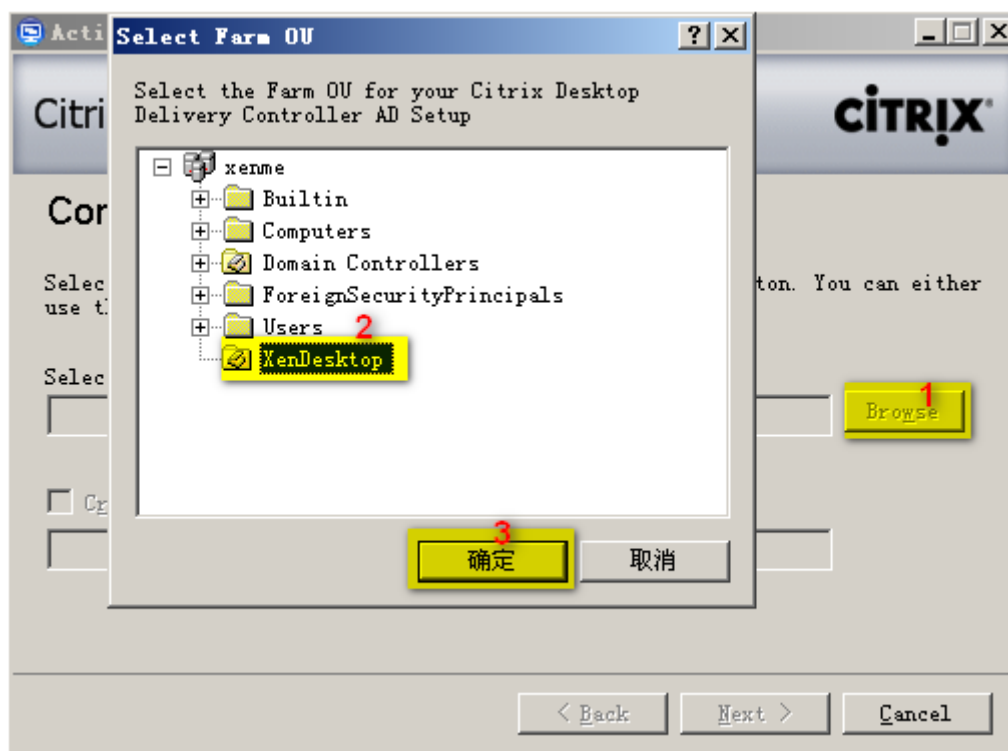 Acti
Select Farm OU
Citri
CITRIX
Select the Farm OU for your Citrix Desktop
Delivery Controller AD Setup
xenme
Builtin
Computers
Domain Controllers
ForeignSecurityPrincipals
Users
2
XenDesktop
Cor
Selec
ton. You can either
use t
Selec
1
Browse
Cr
3
确定
取消
< Back
Next >
Cancel